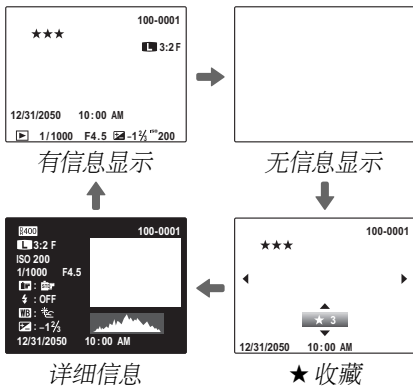 100-0001
★★★
L 3:2 F
12/31/2050 10:00 AM
1/1000 F4.5 -1⅔ ISO 200
有信息显示
无信息显示
400 100-0001
L 3:2 F
ISO 200
1/1000 F4.5
: OFF
WB :
: -1⅔
12/31/2050 10:00 AM
详细信息
100-0001
★★★
★ 3
12/31/2050 10:00 AM
★ 收藏